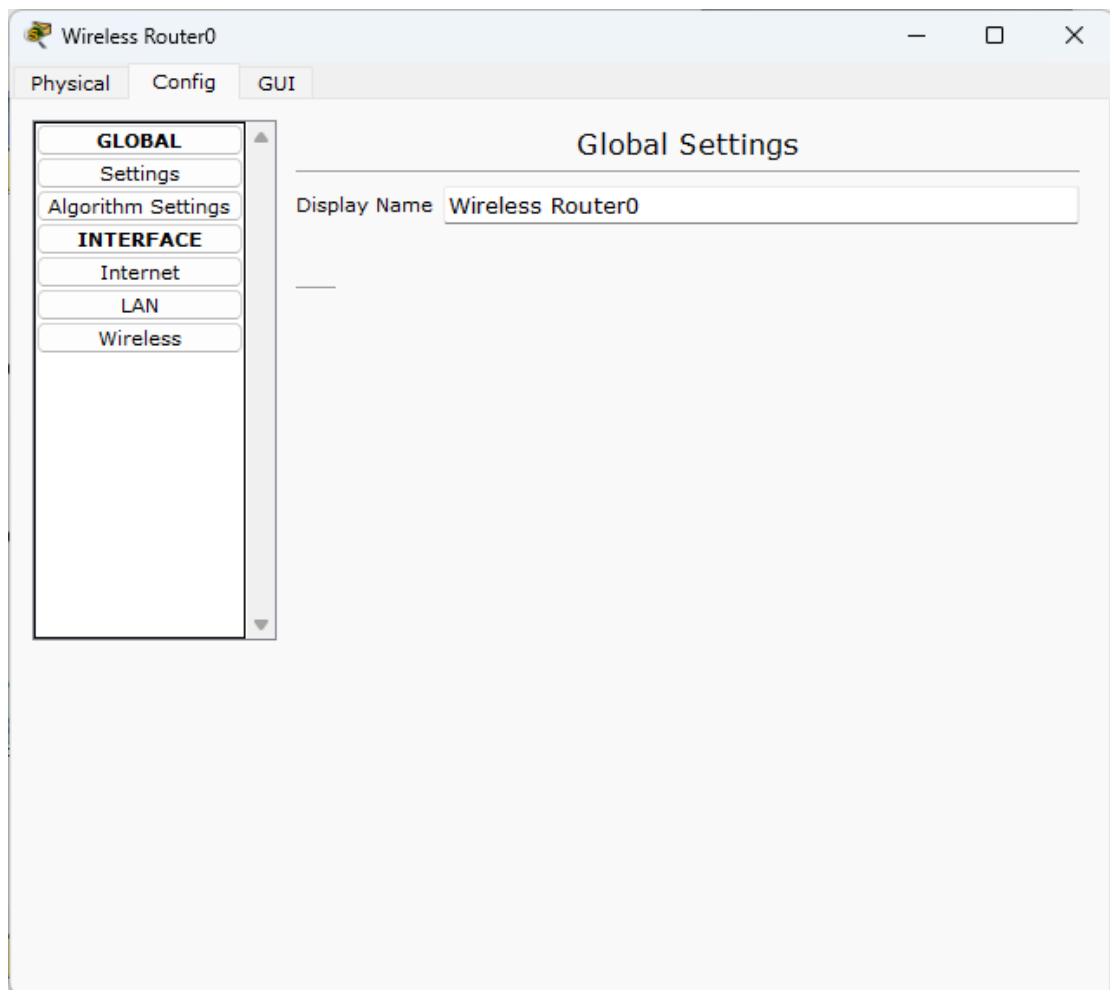 Wireless Router0
Physical Config GUI
GLOBAL
Settings
Algorithm Settings
INTERFACE
Internet
LAN
Wireless
Global Settings
Display Name Wireless Router0